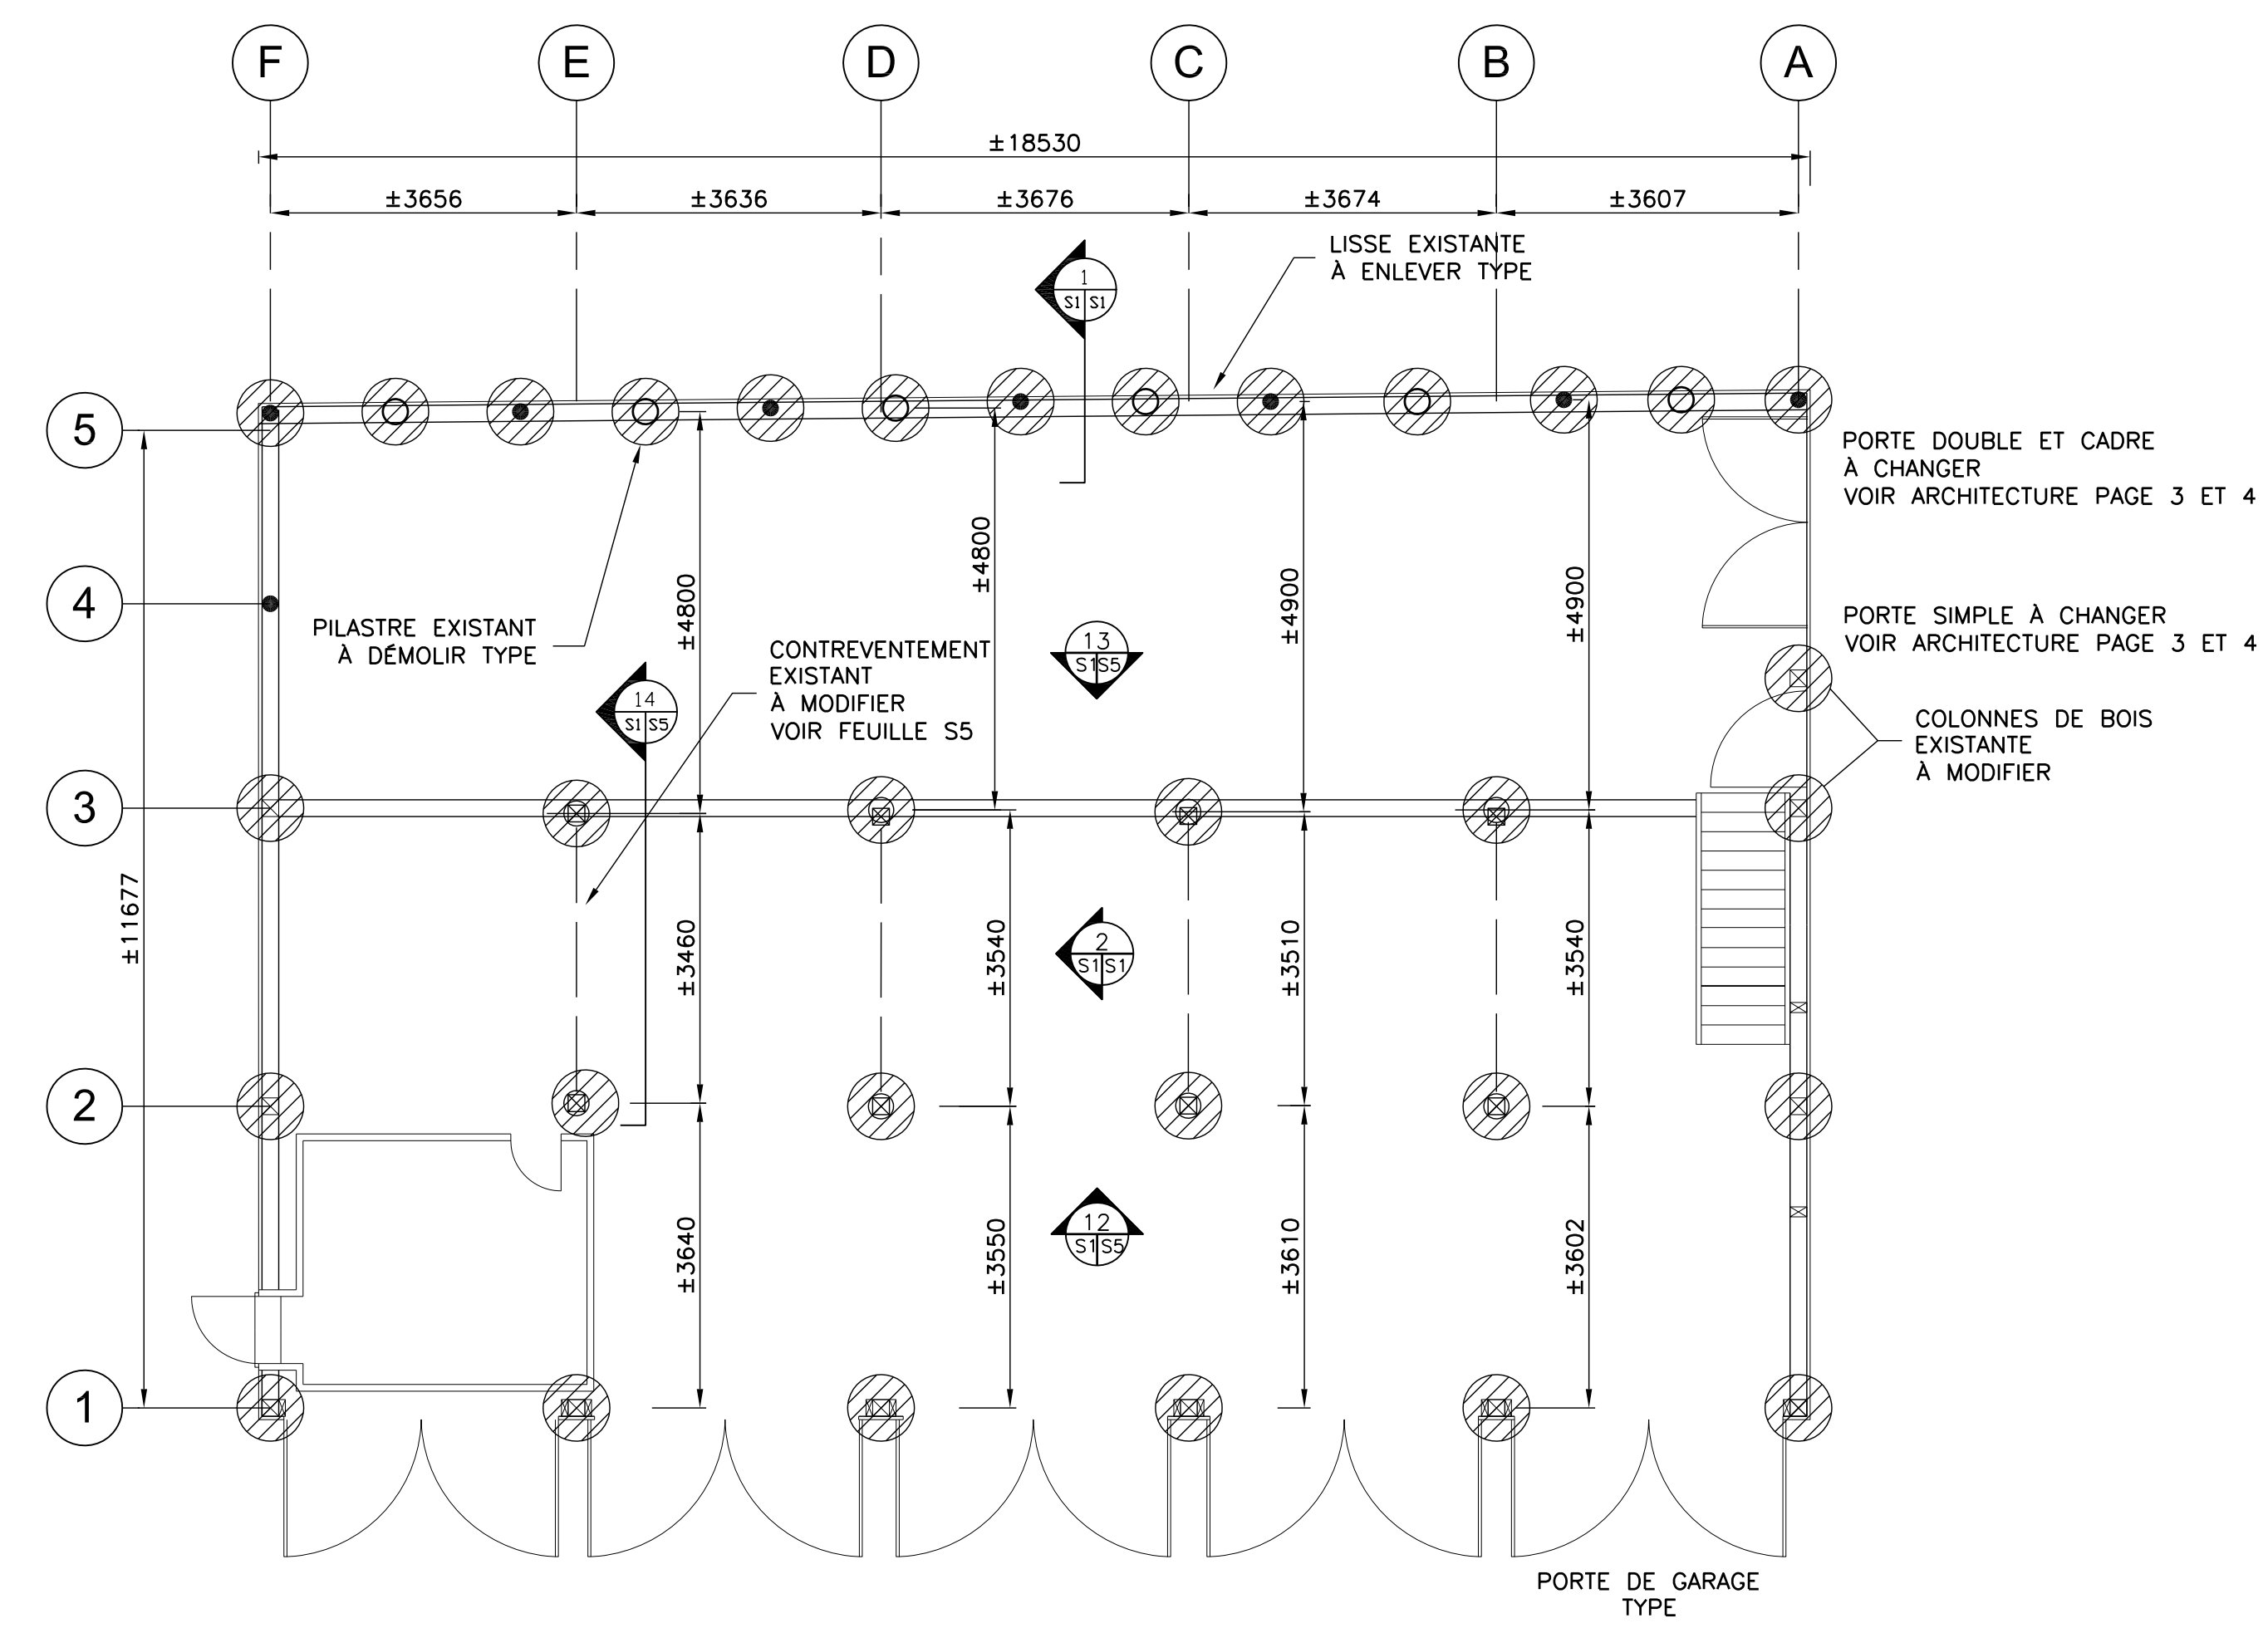 F E D C B A
±18530
±3656 ±3636 ±3676 ±3674 ±3607
LISSE EXISTANTE
À ENLEVER TYPE
1
S1 S1
5
PORTE DOUBLE ET CADRE
À CHANGER
VOIR ARCHITECTURE PAGE 3 ET 4
±4800 ±4800 ±4900 ±4900
4
PILASTRE EXISTANT
À DÉMOLIR TYPE
PORTE SIMPLE À CHANGER
VOIR ARCHITECTURE PAGE 3 ET 4
CONTREVENTEMENT
EXISTANT
À MODIFIER
VOIR FEUILLE S5
13
S1 S5
14
S1 S5
COLONNES DE BOIS
EXISTANTE
À MODIFIER
3
±11677
±3460 ±3540 ±3510 ±3540
2
S1 S1
2
12
S1 S5
±3640 ±3550 ±3610 ±3602
1
PORTE DE GARAGE
TYPE